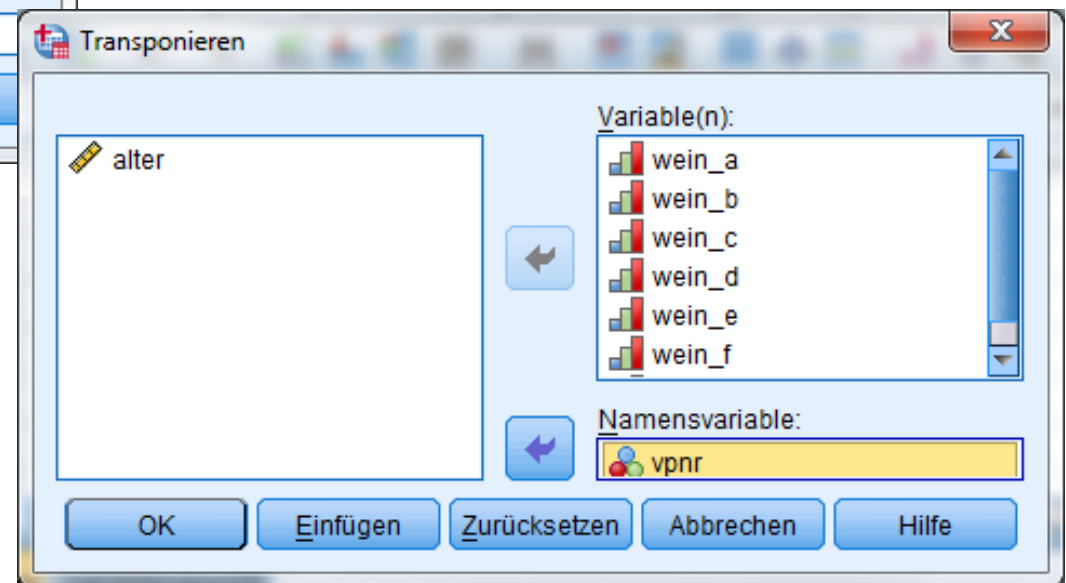 Transponieren
Variable(n):
alter
wein_a
wein_b
wein_c
wein_d
wein_e
wein_f
Namensvariable:
vpnr
OK Einfügen Zurücksetzen Abbrechen Hilfe